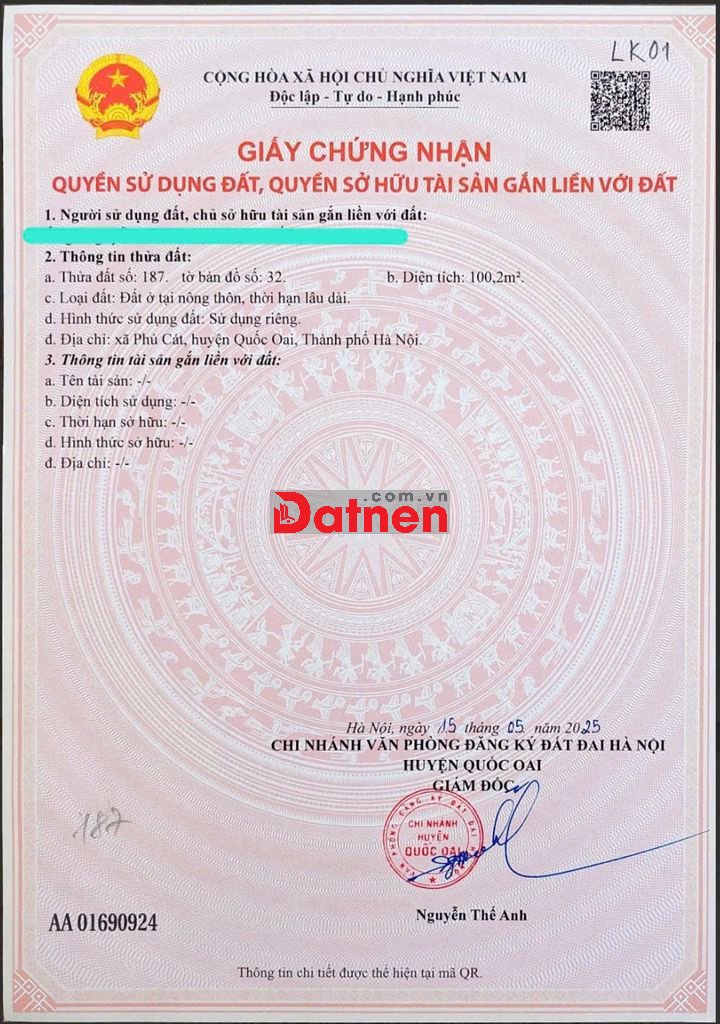 LK01
CỘNG HÒA XÃ HỘI CHỦ NGHĨA VIỆT NAM
Độc lập - Tự do - Hạnh phúc
GIẤY CHỨNG NHẬN
QUYỀN SỬ DỤNG ĐẤT, QUYỀN SỞ HỮU TÀI SẢN GẮN LIỀN VỚI ĐẤT
1. Người sử dụng đất, chủ sở hữu tài sản gắn liền với đất:
2. Thông tin thửa đất:
a. Thửa đất số: 187. tờ bản đồ số: 32. b. Diện tích: 100,2m².
c. Loại đất: Đất ở tại nông thôn, thời hạn lâu dài.
d. Hình thức sử dụng đất: Sử dụng riêng.
đ. Địa chỉ: xã Phú Cát, huyện Quốc Oai, Thành phố Hà Nội.
3. Thông tin tài sản gắn liền với đất:
a. Tên tài sản: -/-
b. Diện tích sử dụng: -/-
c. Thời hạn sở hữu: -/-
d. Hình thức sở hữu: -/-
đ. Địa chỉ: -/-
.com.vn
Datnen
Hà Nội, ngày 15 tháng 05 năm 2025
CHI NHÁNH VĂN PHÒNG ĐĂNG KÝ ĐẤT ĐAI HÀ NỘI
HUYỆN QUỐC OAI
GIÁM ĐỐC
VĂN PHÒNG ĐĂNG KÝ ĐẤT ĐAI
CHI NHÁNH
HUYỆN
QUỐC OAI
187
Nguyễn Thế Anh
AA 01690924
Thông tin chi tiết được thể hiện tại mã QR.